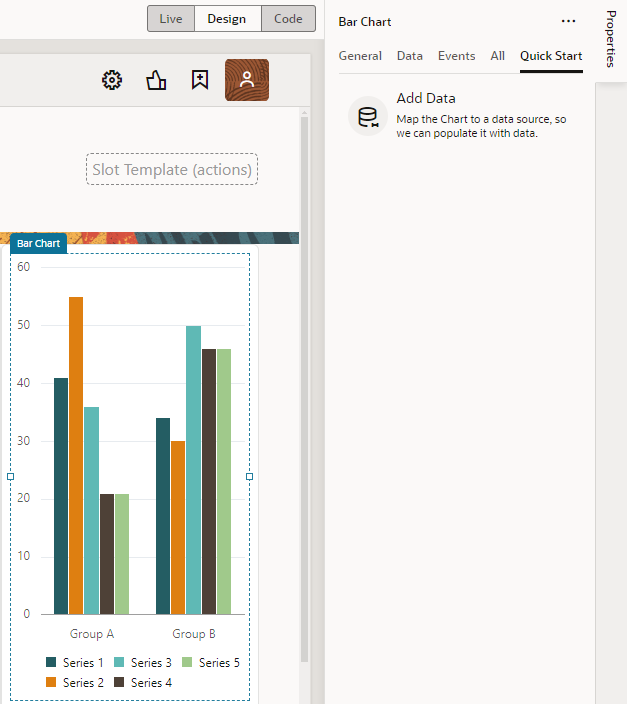 Live Design Code
Slot Template (actions)
Bar Chart
60
50
40
30
20
10
0
Group A Group B
Series 1 Series 3 Series 5
Series 2 Series 4
Bar Chart
General Data Events All Quick Start
Add Data
Map the Chart to a data source, so
we can populate it with data.
Properties